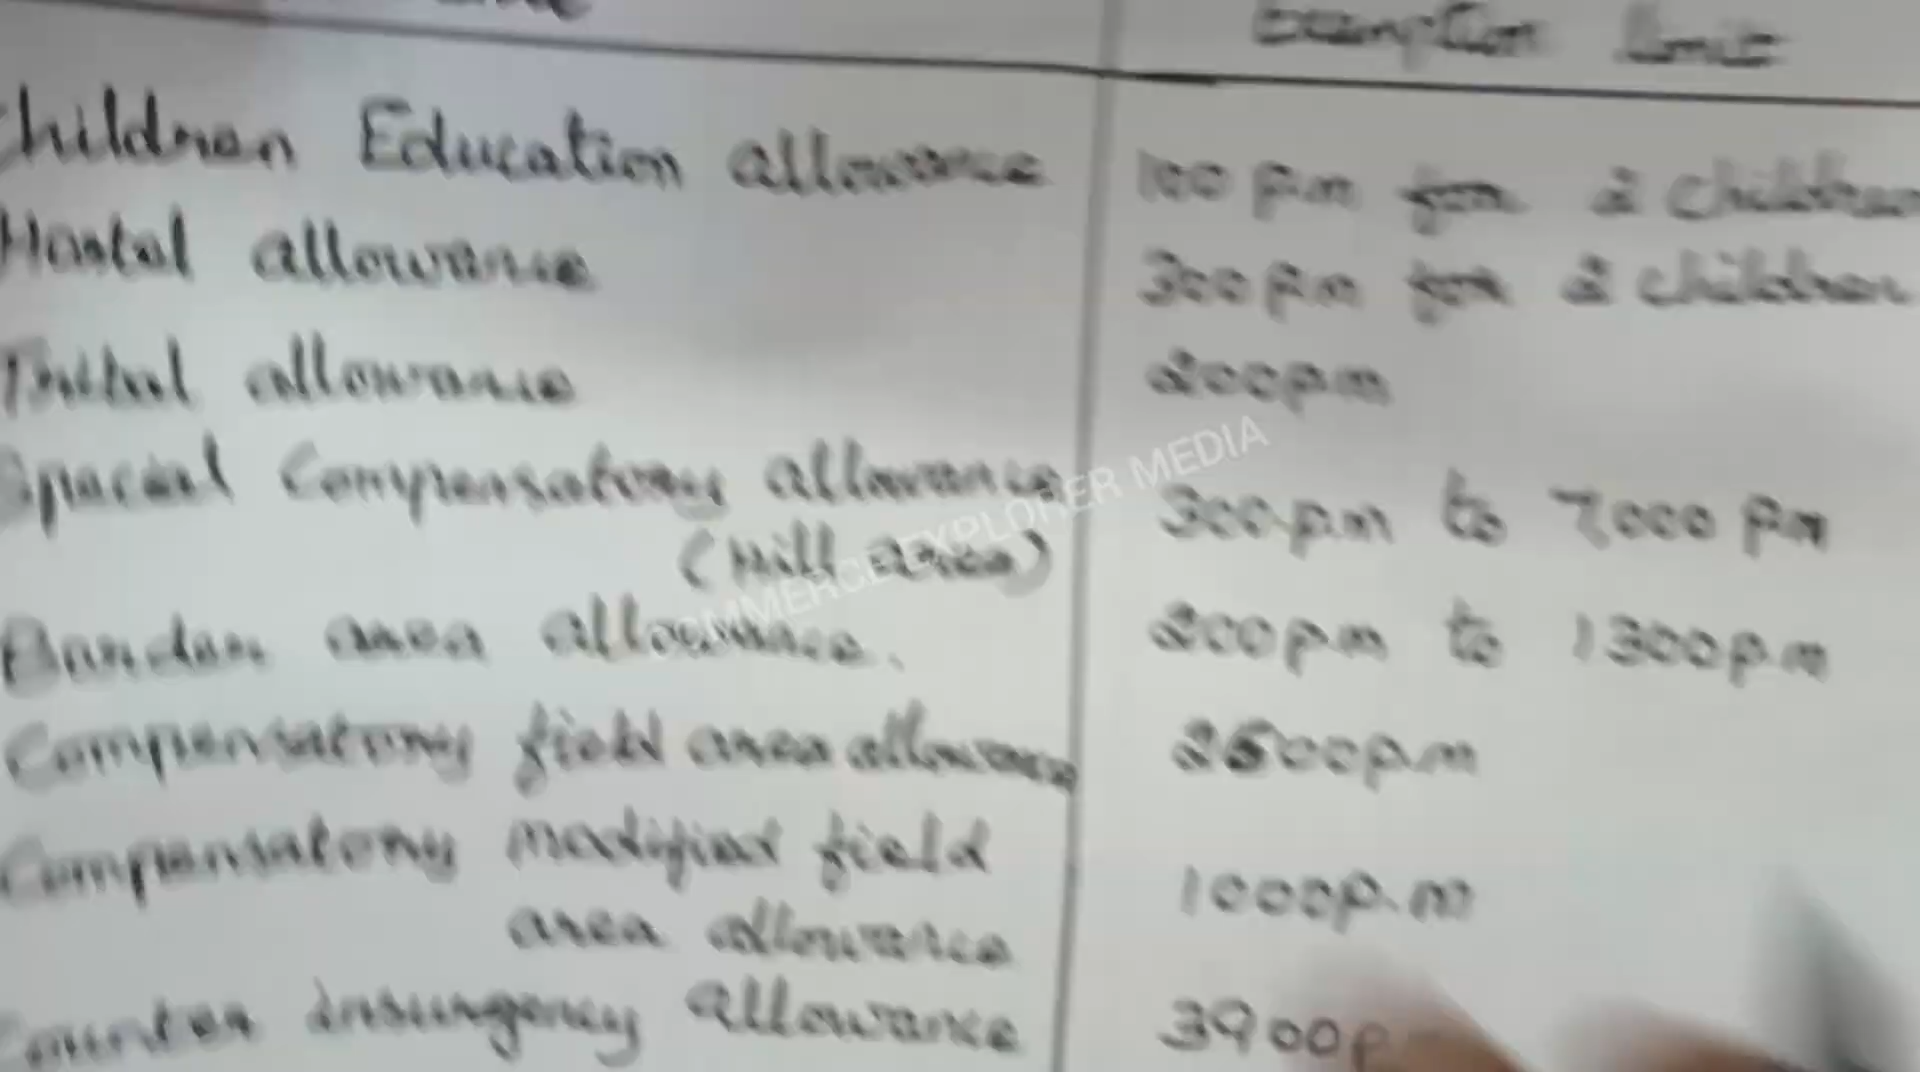 Exemption limit
Children Education allowance 100 p.m for 2 children
Hostel allowance 300 p.m for 2 children
Tribal allowance 200 p.m
Special Compensatory allowance
(Hill area) 300 p.m to 7000 p.m
Border area allowance. 200 p.m to 1300 p.m
Compensatory field area allowance 2600 p.m
Compensatory modified field
area allowance 1000 p.m
Counter insurgency allowance 3900 p
COMMERCE EXPLORER MEDIA